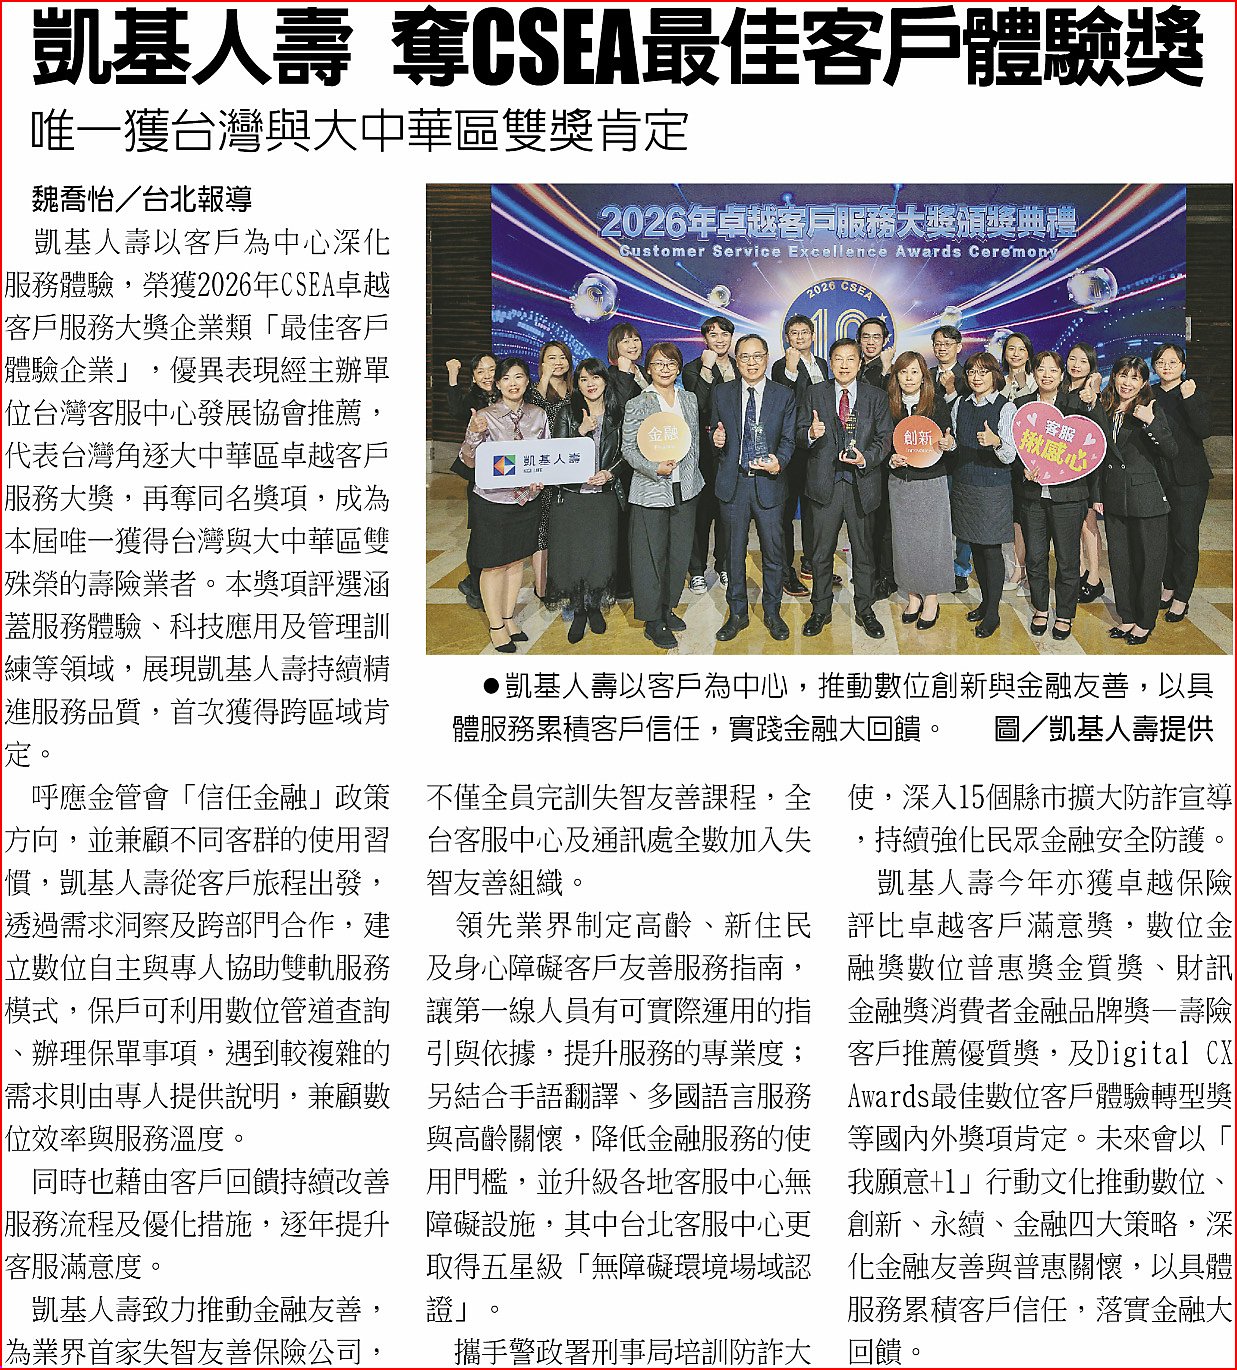 凱基人壽 奪CSEA最佳客戶體驗獎
唯一獲台灣與大中華區雙獎肯定
魏喬怡／台北報導
凱基人壽以客戶為中心深化
服務體驗，榮獲2026年CSEA卓越
客戶服務大獎企業類「最佳客戶
體驗企業」，優異表現經主辦單
位台灣客服中心發展協會推薦，
代表台灣角逐大中華區卓越客戶
服務大獎，再奪同名獎項，成為
本屆唯一獲得台灣與大中華區雙
殊榮的壽險業者。本獎項評選涵
蓋服務體驗、科技應用及管理訓
練等領域，展現凱基人壽持續精
進服務品質，首次獲得跨區域肯
定。
呼應金管會「信任金融」政策
方向，並兼顧不同客群的使用習
慣，凱基人壽從客戶旅程出發，
透過需求洞察及跨部門合作，建
立數位自主與專人協助雙軌服務
模式，保戶可利用數位管道查詢
、辦理保單事項，遇到較複雜的
需求則由專人提供說明，兼顧數
位效率與服務溫度。
同時也藉由客戶回饋持續改善
服務流程及優化措施，逐年提升
客服滿意度。
凱基人壽致力推動金融友善，
為業界首家失智友善保險公司，
2026年卓越客戶服務大獎頒獎典禮
Customer Service Excellence Awards Ceremony
2026 CSEA
10
凱基人壽
KGI LIFE
金融
創新
客服
揪感心
●凱基人壽以客戶為中心，推動數位創新與金融友善，以具
體服務累積客戶信任，實踐金融大回饋。 圖／凱基人壽提供
不僅全員完訓失智友善課程，全
台客服中心及通訊處全數加入失
智友善組織。
領先業界制定高齡、新住民
及身心障礙客戶友善服務指南，
讓第一線人員有可實際運用的指
引與依據，提升服務的專業度；
另結合手語翻譯、多國語言服務
與高齡關懷，降低金融服務的使
用門檻，並升級各地客服中心無
障礙設施，其中台北客服中心更
取得五星級「無障礙環境場域認
證」。
攜手警政署刑事局培訓防詐大
使，深入15個縣市擴大防詐宣導
，持續強化民眾金融安全防護。
凱基人壽今年亦獲卓越保險
評比卓越客戶滿意獎，數位金
融獎數位普惠獎金質獎、財訊
金融獎消費者金融品牌獎—壽險
客戶推薦優質獎，及Digital CX
Awards最佳數位客戶體驗轉型獎
等國內外獎項肯定。未來會以「
我願意+1」行動文化推動數位、
創新、永續、金融四大策略，深
化金融友善與普惠關懷，以具體
服務累積客戶信任，落實金融大
回饋。